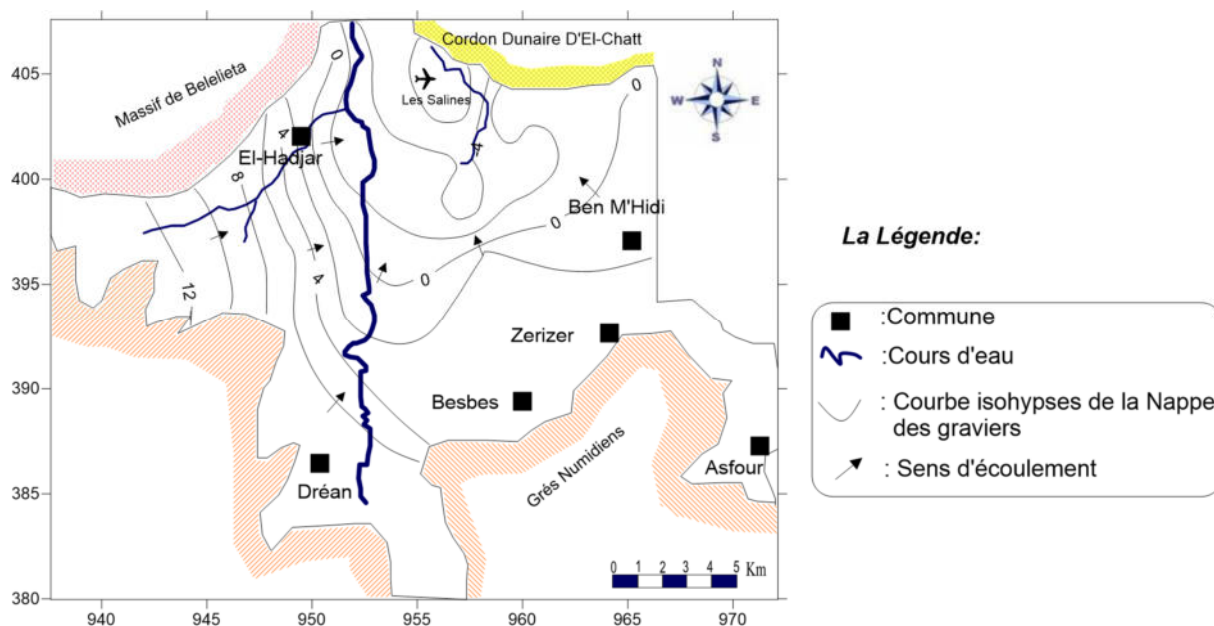 405
400
395
390
385
380
940
945
950
955
960
965
970
Massif de Belelieta
Cordon Dunaire D'El-Chatt
Les Salines
N
W E
S
0
4
El-Hadjar
-4
8
Ben M'Hidi
0
12
4
0
Zerizer
Besbes
Grés Numidiens
Asfour
Dréan
0 1 2 3 4 5 Km
La Légende:
:Commune
:Cours d'eau
: Courbe isohypses de la Nappe
des graviers
: Sens d'écoulement